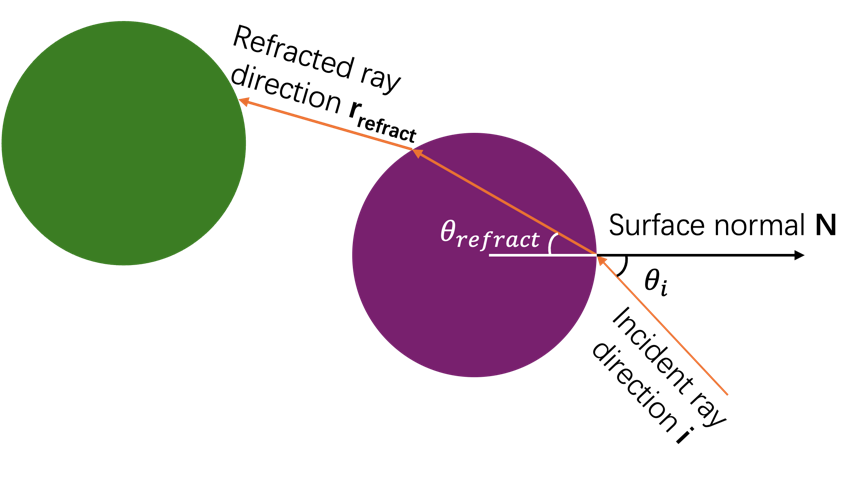 Refracted ray
direction r_refract
θ_refract
Surface normal N
θ_i
Incident ray
direction i